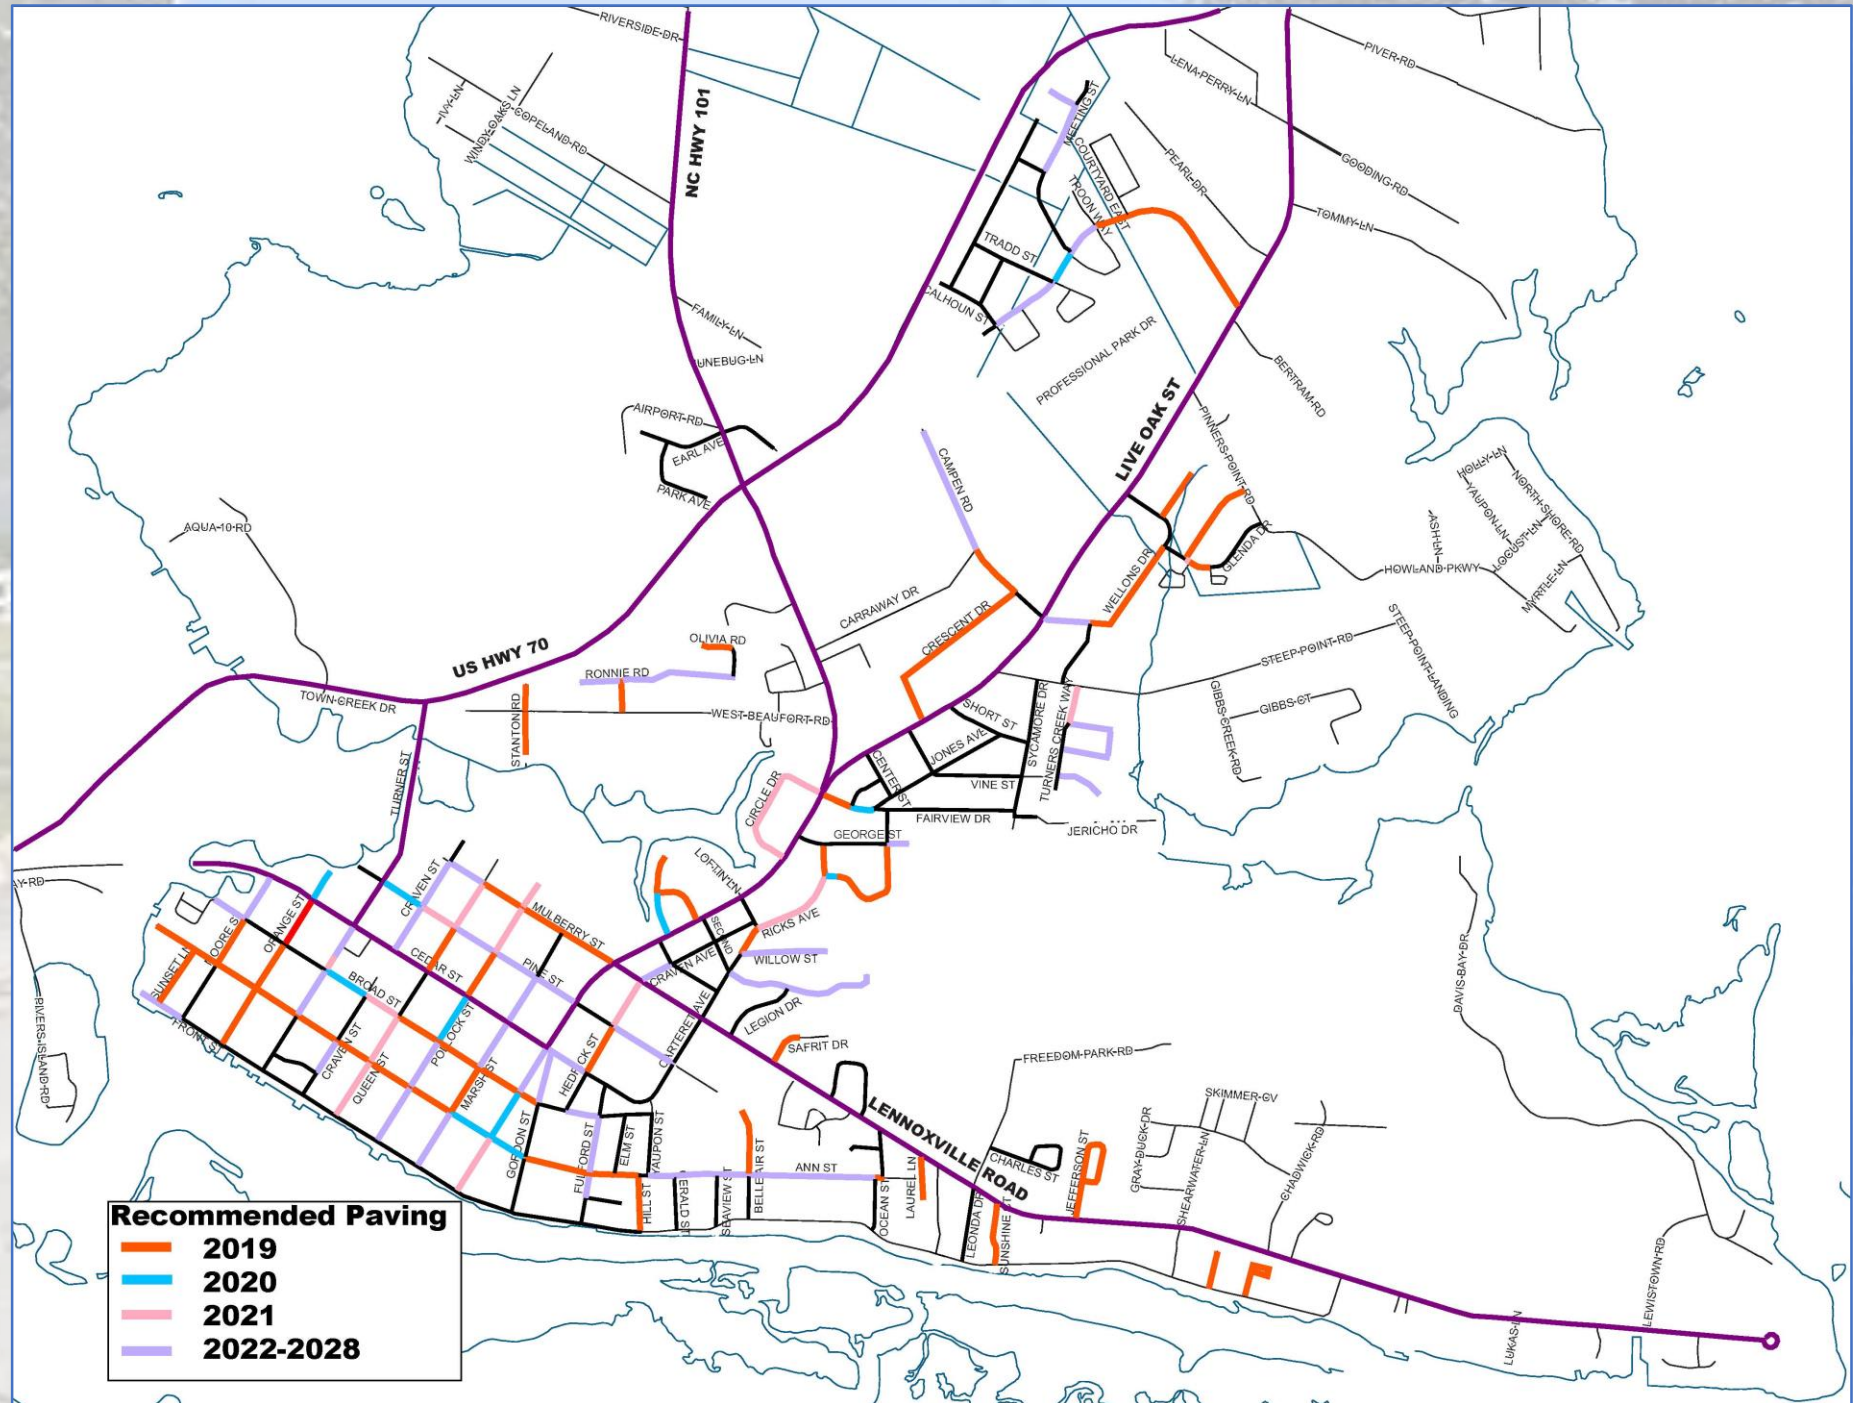 RIVERSIDE DR
NC HWY 101
IVY LN
WINDY OAKS LN
COPELAND RD
PIVER RD
LENA PERRY LN
MEETING ST
COURTYARD EAST
TROON WAY
PEARL DR
GOODING RD
TOMMY LN
TRADD ST
CALHOUN ST
FAMILY LN
UNEBUG LN
PROFESSIONAL PARK DR
BERTRAM RD
LIVE OAK ST
PINNERS POINT RD
AIRPORT RD
EARL AVE
PARK AVE
CAMPEN RD
HOLLY LN
NORTH SHORE RD
YAUPON LN
LOCUST LN
ASH LN
MYRTLE LN
AQUA 10 RD
GLENDA DR
HOWLAND PKWY
WELLONS DR
CARRAWAY DR
CRESCENT DR
STEEP POINT RD
STEEP POINT LANDING
US HWY 70
OLIVIA RD
RONNIE RD
TOWN CREEK DR
STANTON RD
WEST BEAUFORT RD
SHORT ST
SYCAMORE DR
TURNERS CREEK WAY
GIBBS CREEK RD
GIBBS CT
TURNER ST
JONES AVE
CENTER ST
VINE ST
CIRCLE DR
FAIRVIEW DR
JERICHO DR
GEORGE ST
LOFTIN LN
AY RD
CRAVEN ST
MULBERRY ST
ORANGE ST
MOORE S
RICKS AVE
SECOND
WILLOW ST
CEDAR ST
PINE ST
CRAVEN AVE
SUNSET LN
BROAD ST
FRONT ST
DAVIS BAY DR
PIVERS ISLAND RD
CARTERET AVE
LEGION DR
POLLOCK ST
SAFRIT DR
CRAVEN ST
QUEEN ST
MARSH ST
HEDRICK ST
FREEDOM PARK RD
SKIMMER CV
LENNOXVILLE ROAD
GORDON ST
FULFORD ST
ELM ST
YAUPON ST
BELLE AIR ST
ANN ST
CHARLES ST
JEFFERSON ST
GRAY DUCK DR
SHEARWATER LN
CHADWICK RD
HILL ST
ERALD ST
SEAVIEW ST
OCEAN ST
LAUREL LN
LEONDA DR
SUNSHINE ST
LEWISTOWN RD
LUKAS LN
Recommended Paving
2019
2020
2021
2022-2028